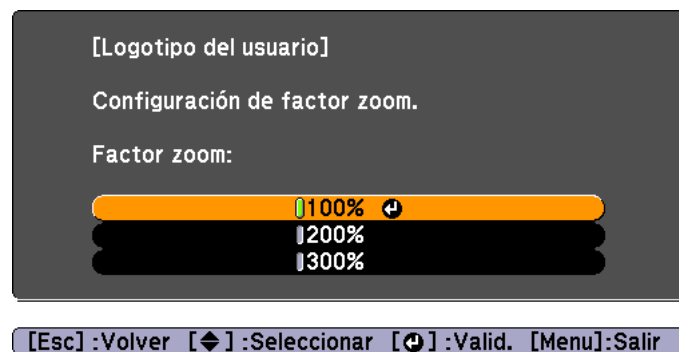 [Logotipo del usuario]
Configuración de factor zoom.
Factor zoom:
100%
200%
300%
[Esc] :Volver [◆] :Seleccionar [↵] :Valid. [Menu]:Salir